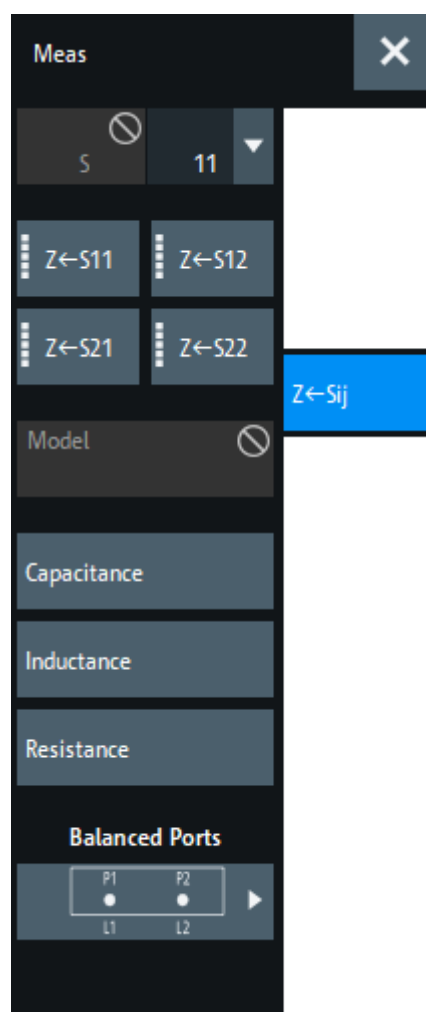 Meas
S 11
Z←S11 Z←S12
Z←S21 Z←S22
Z←Sij
Model
Capacitance
Inductance
Resistance
Balanced Ports
P1 P2
L1 L2